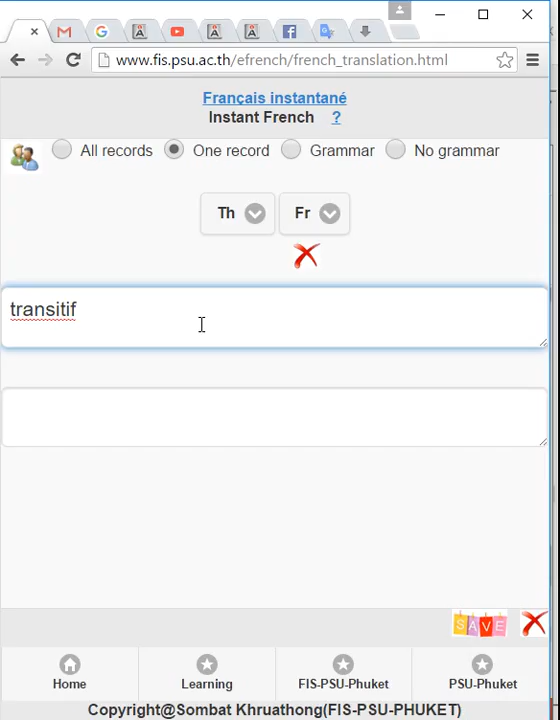 www.fis.psu.ac.th/efrench/french_translation.html
Français instantané
Instant French ?
All records One record Grammar No grammar
Th Fr
transitif
SAVE
Home Learning FIS-PSU-Phuket PSU-Phuket
Copyright@Sombat Khruathong(FIS-PSU-PHUKET)